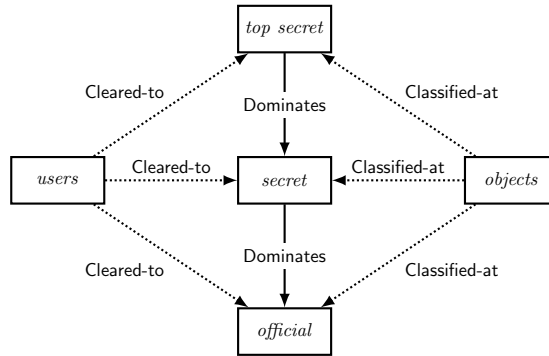 top secret
Cleared-to
Classified-at
Dominates
users
Cleared-to
secret
Classified-at
objects
Dominates
Cleared-to
Classified-at
official